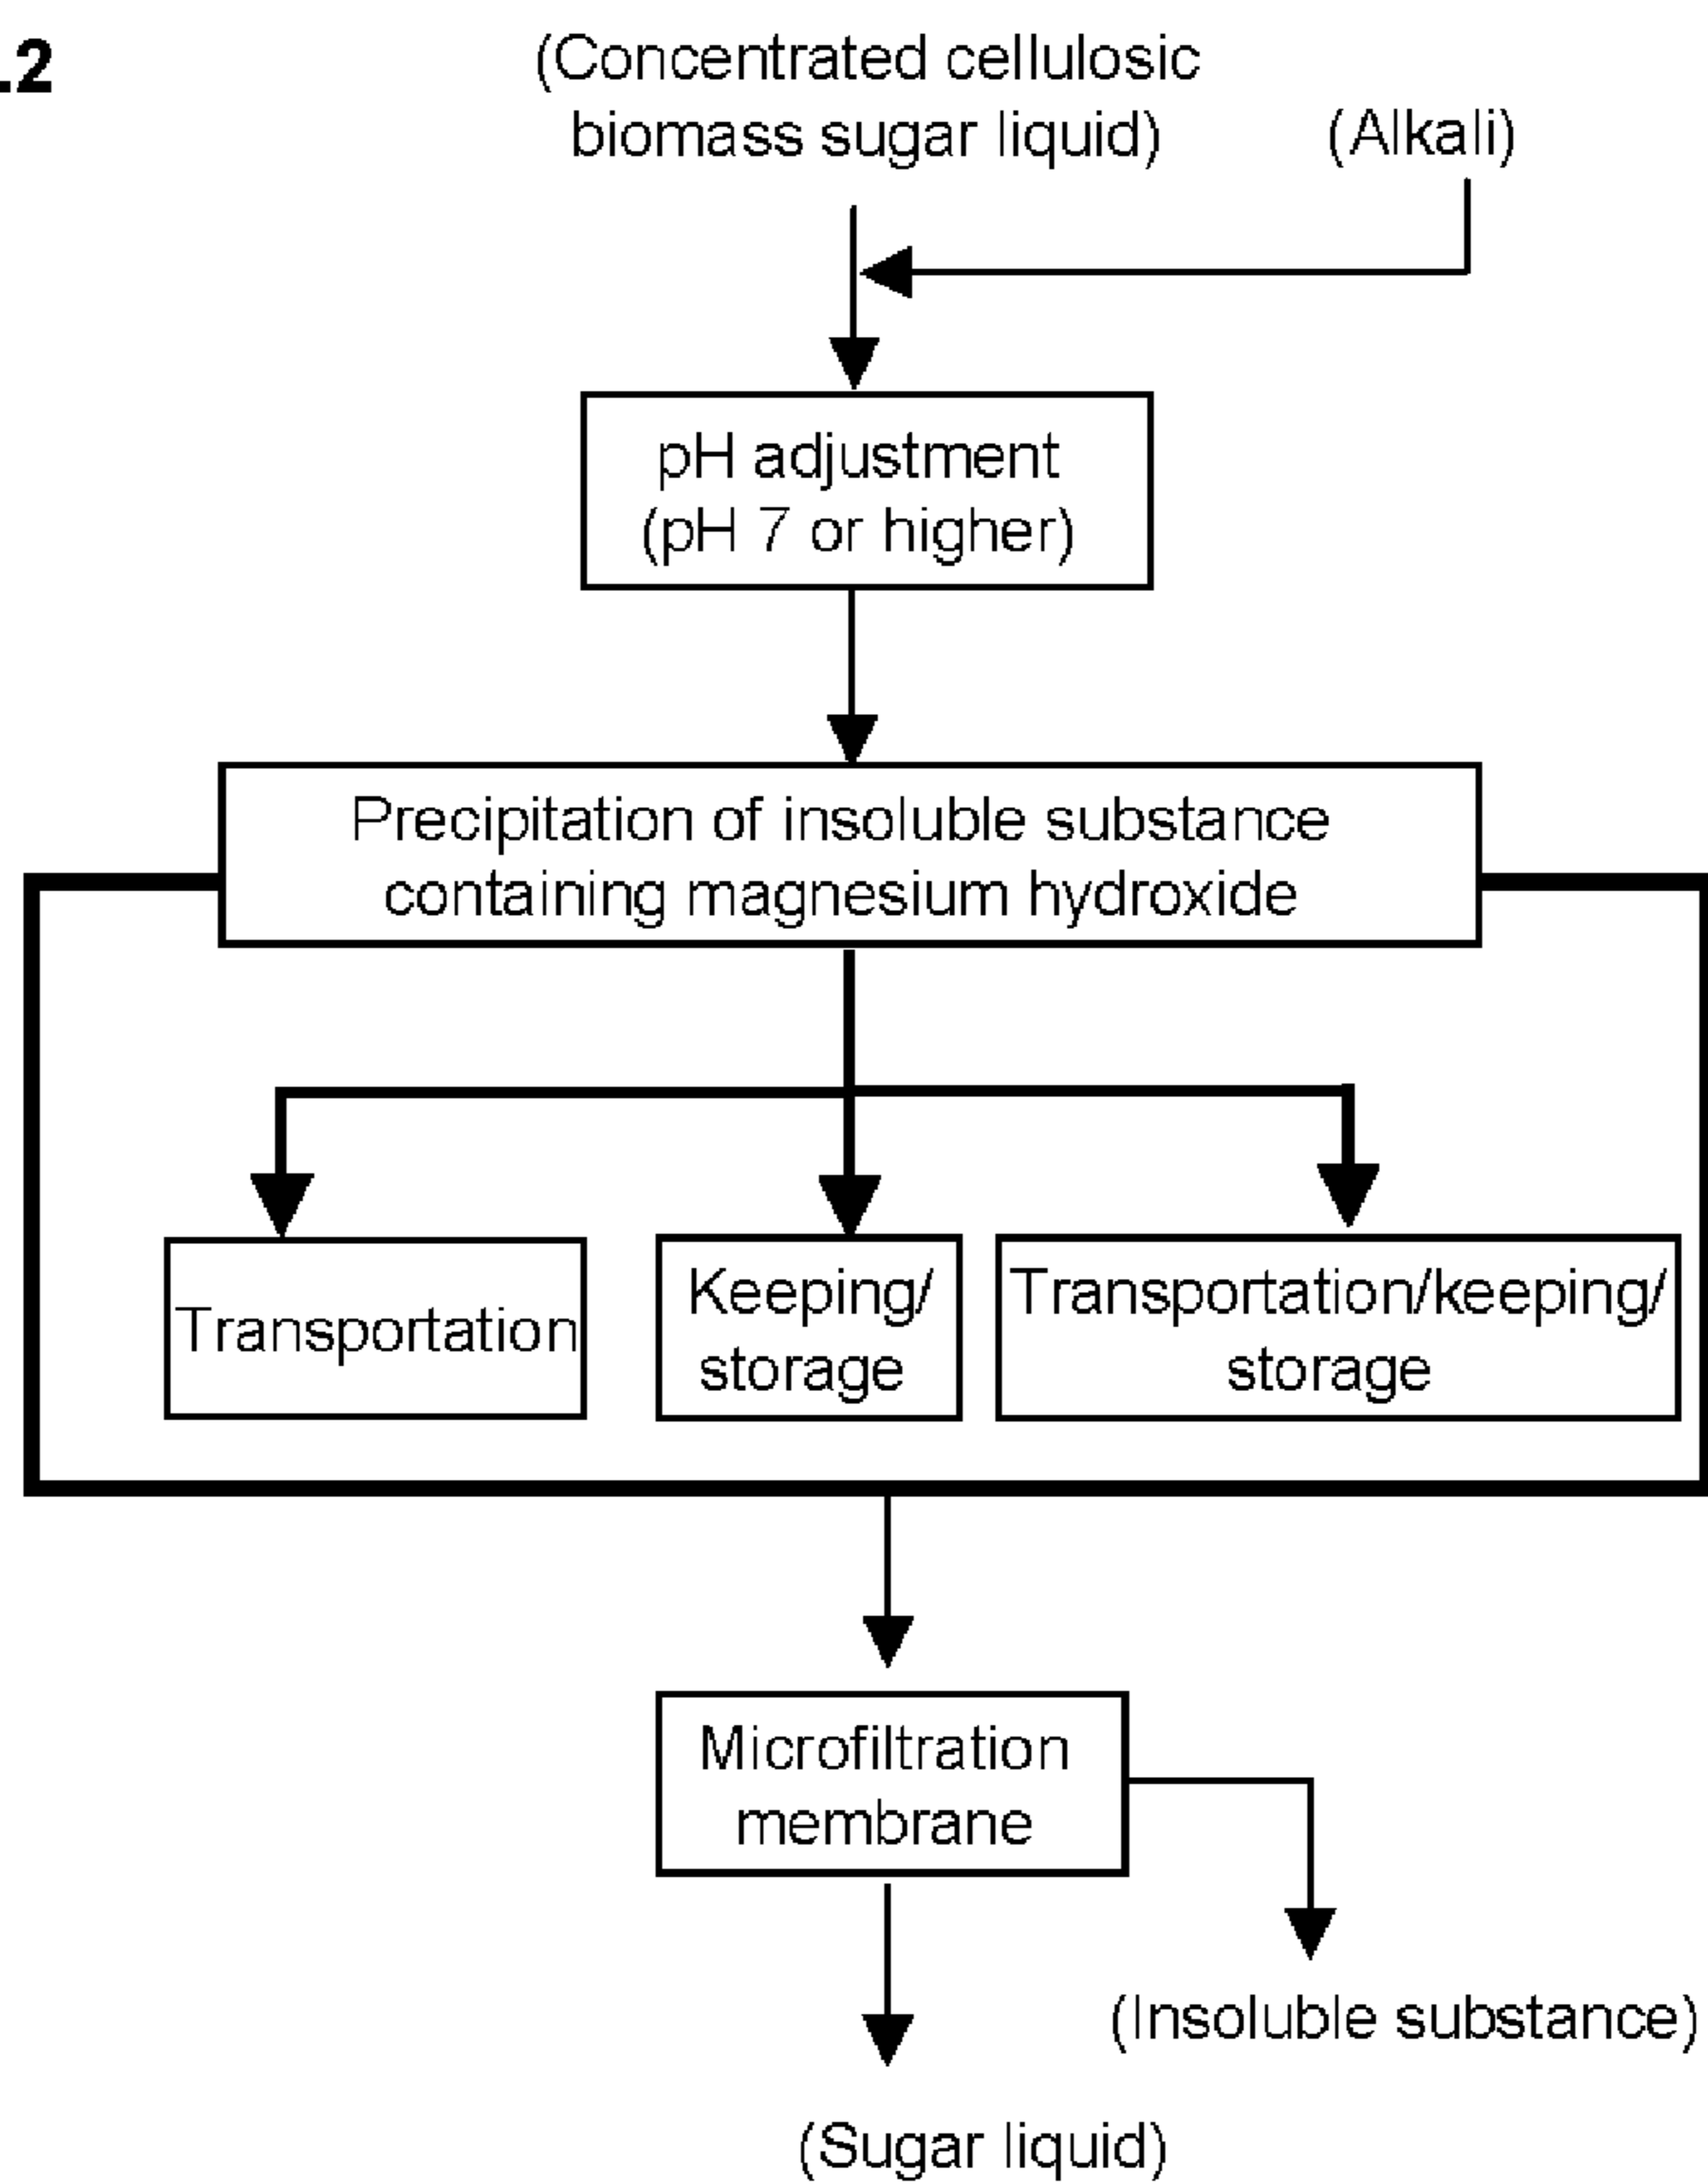 .2
(Concentrated cellulosic
biomass sugar liquid)
(Alkali)
pH adjustment
(pH 7 or higher)
Precipitation of insoluble substance
containing magnesium hydroxide
Transportation
Keeping/
storage
Transportation/keeping/
storage
Microfiltration
membrane
(Insoluble substance)
(Sugar liquid)